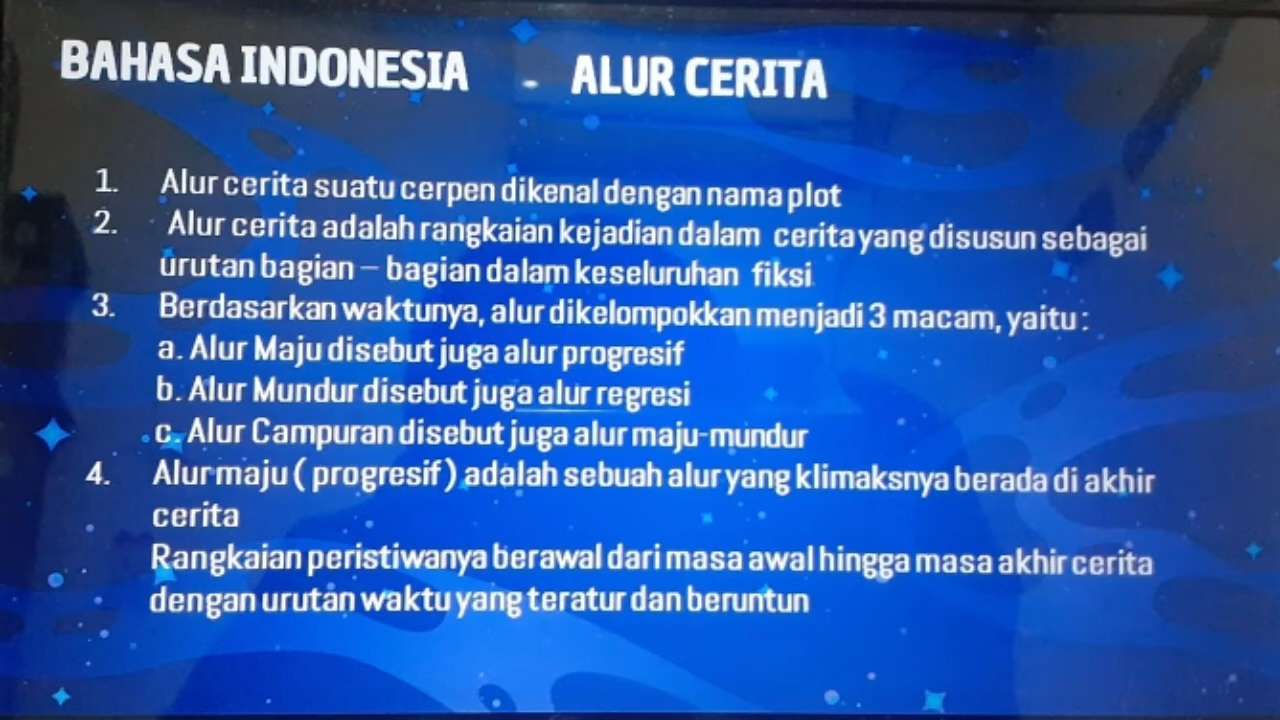 BAHASA INDONESIA ALUR CERITA
1. Alur cerita suatu cerpen dikenal dengan nama plot
2. Alur cerita adalah rangkaian kejadian dalam cerita yang disusun sebagai
urutan bagian – bagian dalam keseluruhan fiksi
3. Berdasarkan waktunya, alur dikelompokkan menjadi 3 macam, yaitu :
a. Alur Maju disebut juga alur progresif
b. Alur Mundur disebut juga alur regresi
c. Alur Campuran disebut juga alur maju-mundur
4. Alur maju ( progresif ) adalah sebuah alur yang klimaksnya berada di akhir
cerita
Rangkaian peristiwanya berawal dari masa awal hingga masa akhir cerita
dengan urutan waktu yang teratur dan beruntun